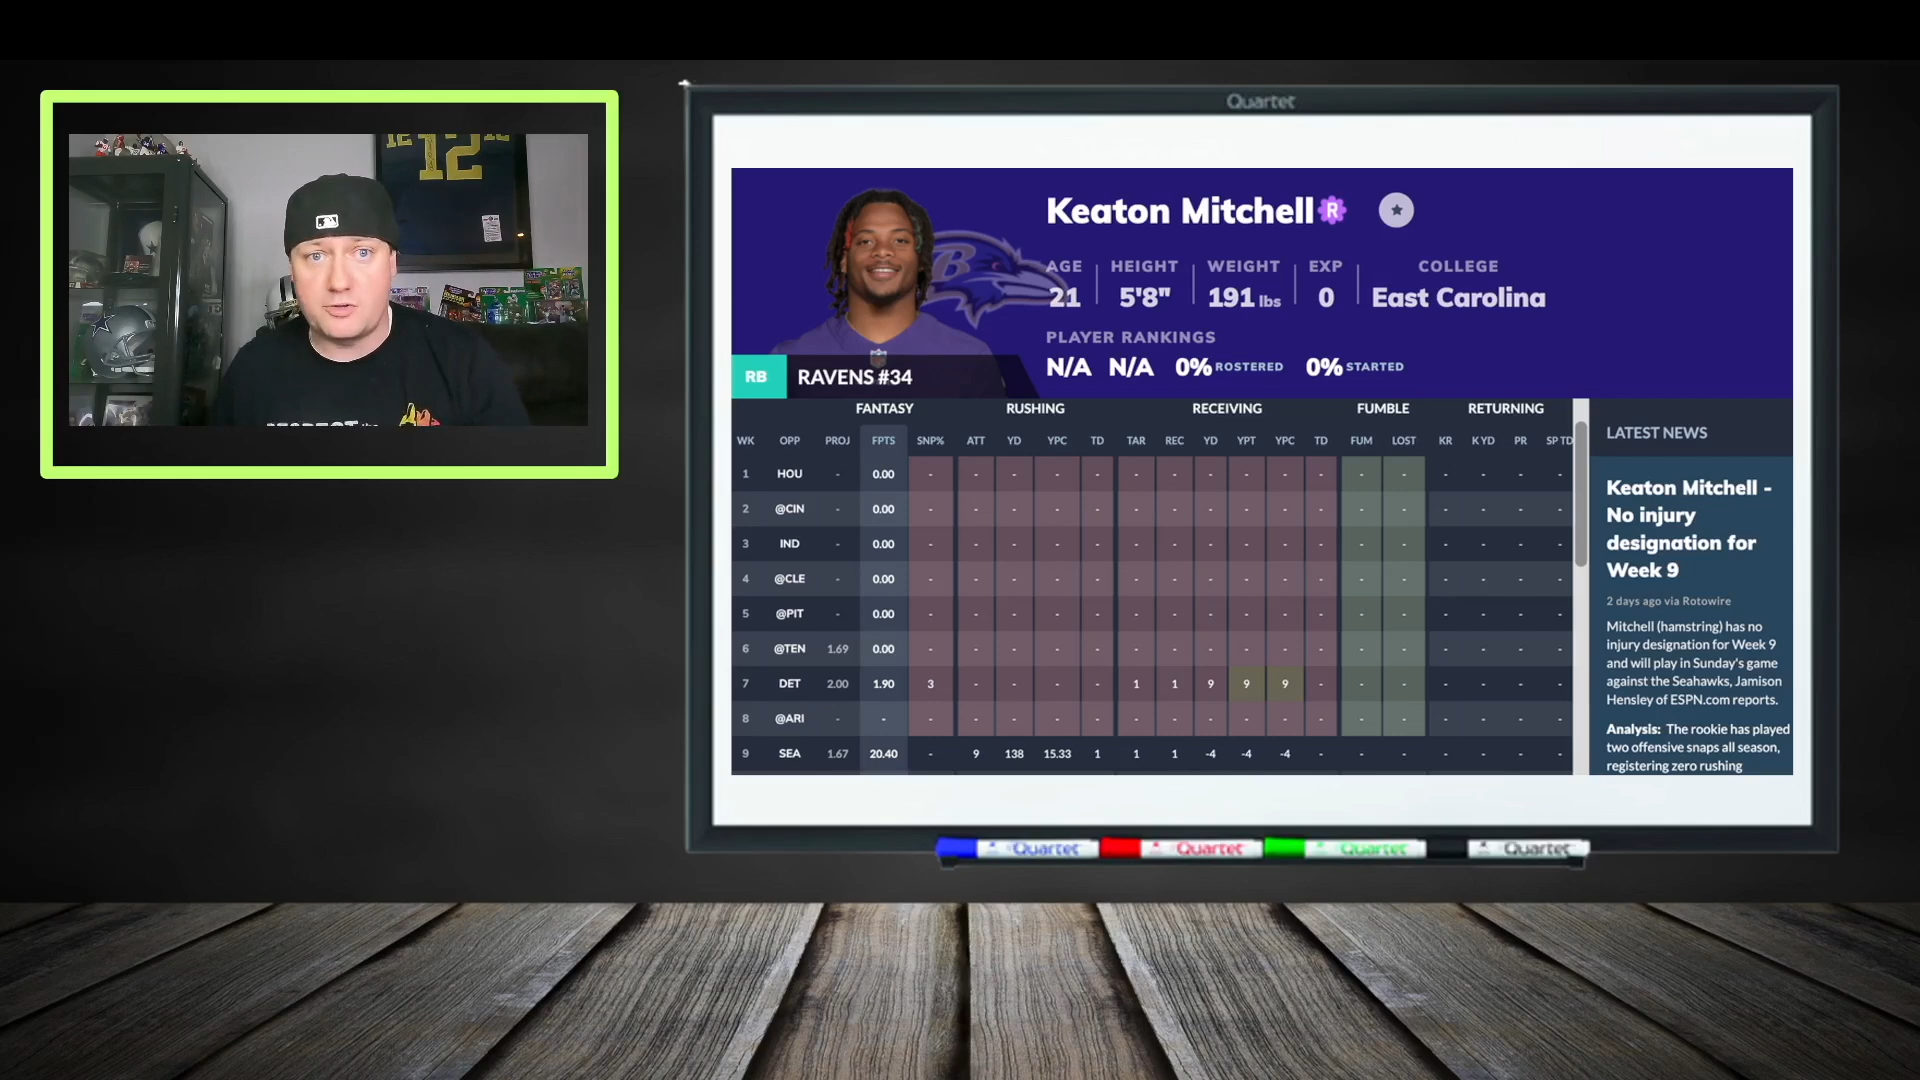 12
RESPECT the
Quartet
Keaton Mitchell R
AGE HEIGHT WEIGHT EXP COLLEGE
21 5'8" 191 lbs 0 East Carolina
PLAYER RANKINGS
N/A N/A 0% ROSTERED 0% STARTED
RB RAVENS #34
FANTASY RUSHING RECEIVING FUMBLE RETURNING
WK OPP PROJ FPTS SNP% ATT YD YPC TD TAR REC YD YPT YPC TD FUM LOST KR K YD PR SP TD
1 HOU - 0.00 - - - - - - - - - - - - - - - - -
2 @CIN - 0.00 - - - - - - - - - - - - - - - - -
3 IND - 0.00 - - - - - - - - - - - - - - - - -
4 @CLE - 0.00 - - - - - - - - - - - - - - - - -
5 @PIT - 0.00 - - - - - - - - - - - - - - - - -
6 @TEN 1.69 0.00 - - - - - - - - - - - - - - - - -
7 DET 2.00 1.90 3 - - - - 1 1 9 9 9 - - - - - - -
8 @ARI - - - - - - - - - - - - - - - - - - -
9 SEA 1.67 20.40 - 9 138 15.33 1 1 1 -4 -4 -4 - - - - - - -
LATEST NEWS
Keaton Mitchell -
No injury
designation for
Week 9
2 days ago via Rotowire
Mitchell (hamstring) has no
injury designation for Week 9
and will play in Sunday's game
against the Seahawks, Jamison
Hensley of ESPN.com reports.
Analysis: The rookie has played
two offensive snaps all season,
registering zero rushing
Quartet Quartet Quartet Quartet